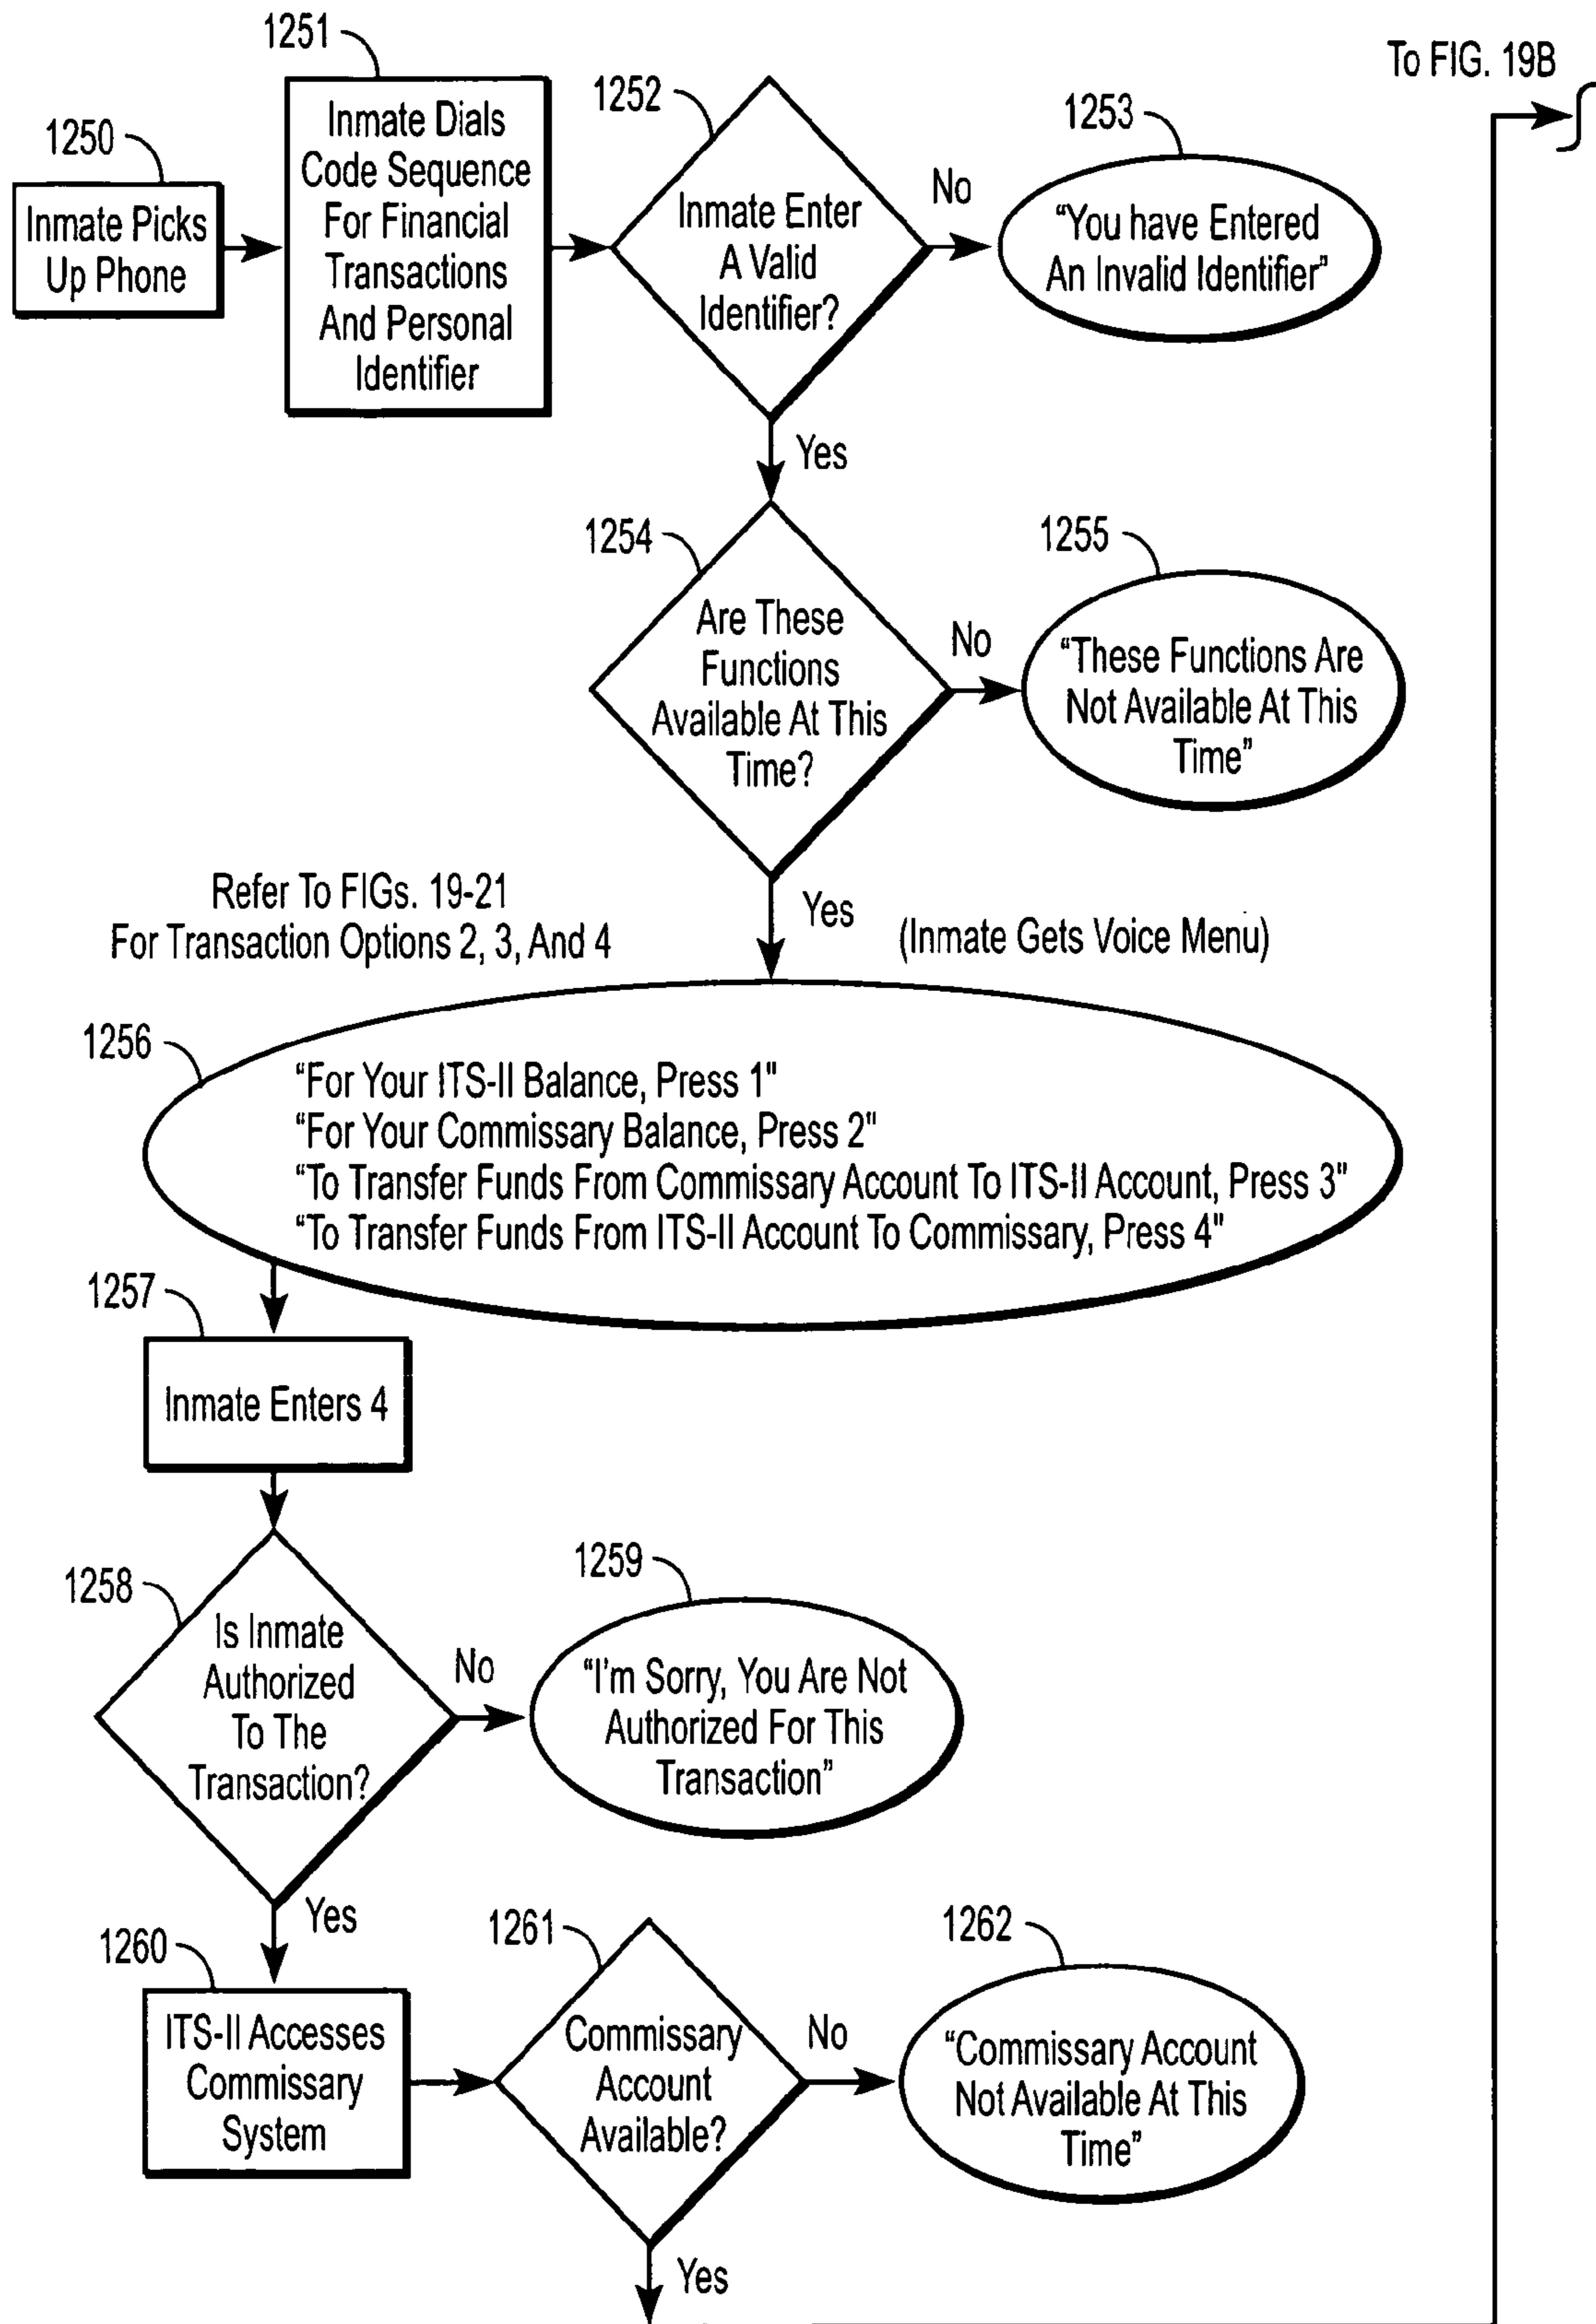 To FIG. 19B
1250
Inmate Picks
Up Phone
1251
Inmate Dials
Code Sequence
For Financial
Transactions
And Personal
Identifier
1252
Inmate Enter
A Valid
Identifier?
No
1253
“You have Entered
An Invalid Identifier”
Yes
1254
Are These
Functions
Available At This
Time?
No
1255
“These Functions Are
Not Available At This
Time”
Yes
Refer To FIGs. 19-21
For Transaction Options 2, 3, And 4
(Inmate Gets Voice Menu)
1256
“For Your ITS-II Balance, Press 1"
“For Your Commissary Balance, Press 2"
“To Transfer Funds From Commissary Account To ITS-II Account, Press 3"
“To Transfer Funds From ITS-II Account To Commissary, Press 4"
1257
Inmate Enters 4
1258
Is Inmate
Authorized
To The
Transaction?
No
1259
“I'm Sorry, You Are Not
Authorized For This
Transaction”
Yes
1260
ITS-II Accesses
Commissary
System
1261
Commissary
Account
Available?
No
1262
“Commissary Account
Not Available At This
Time”
Yes